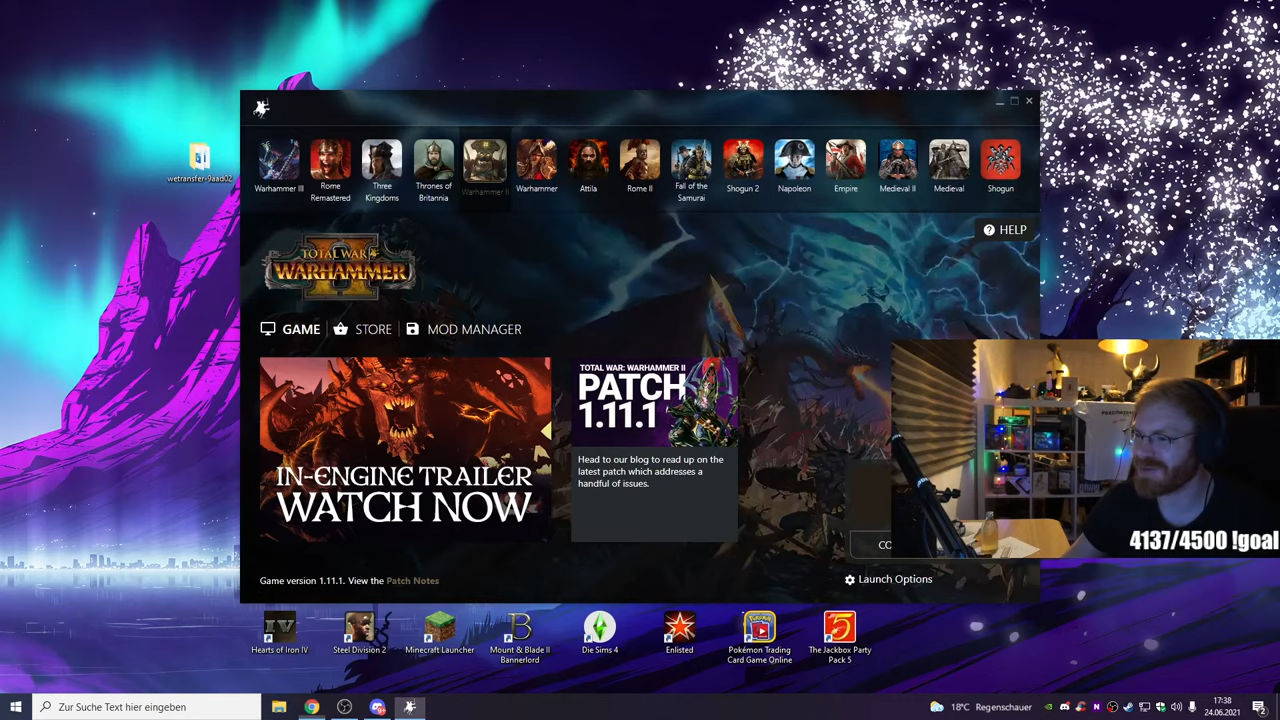 wetransfer-9aad02
Warhammer III
Rome Remastered
Three Kingdoms
Thrones of Britannia
Warhammer II
Warhammer
Attila
Rome II
Fall of the Samurai
Shogun 2
Napoleon
Empire
Medieval II
Medieval
Shogun
HELP
TOTAL WAR
WARHAMMER
II
GAME
STORE
MOD MANAGER
IN-ENGINE TRAILER
WATCH NOW
TOTAL WAR: WARHAMMER II
PATCH
1.11.1
Head to our blog to read up on the
latest patch which addresses a
handful of issues.
CO
4137/4500 !goal
Game version 1.11.1. View the Patch Notes
Launch Options
IV
B
5
Hearts of Iron IV
Steel Division 2
Minecraft Launcher
Mount & Blade II Bannerlord
Die Sims 4
Enlisted
Pokémon Trading Card Game Online
The Jackbox Party Pack 5
Zur Suche Text hier eingeben
18°C Regenschauer
17:38
24.06.2021